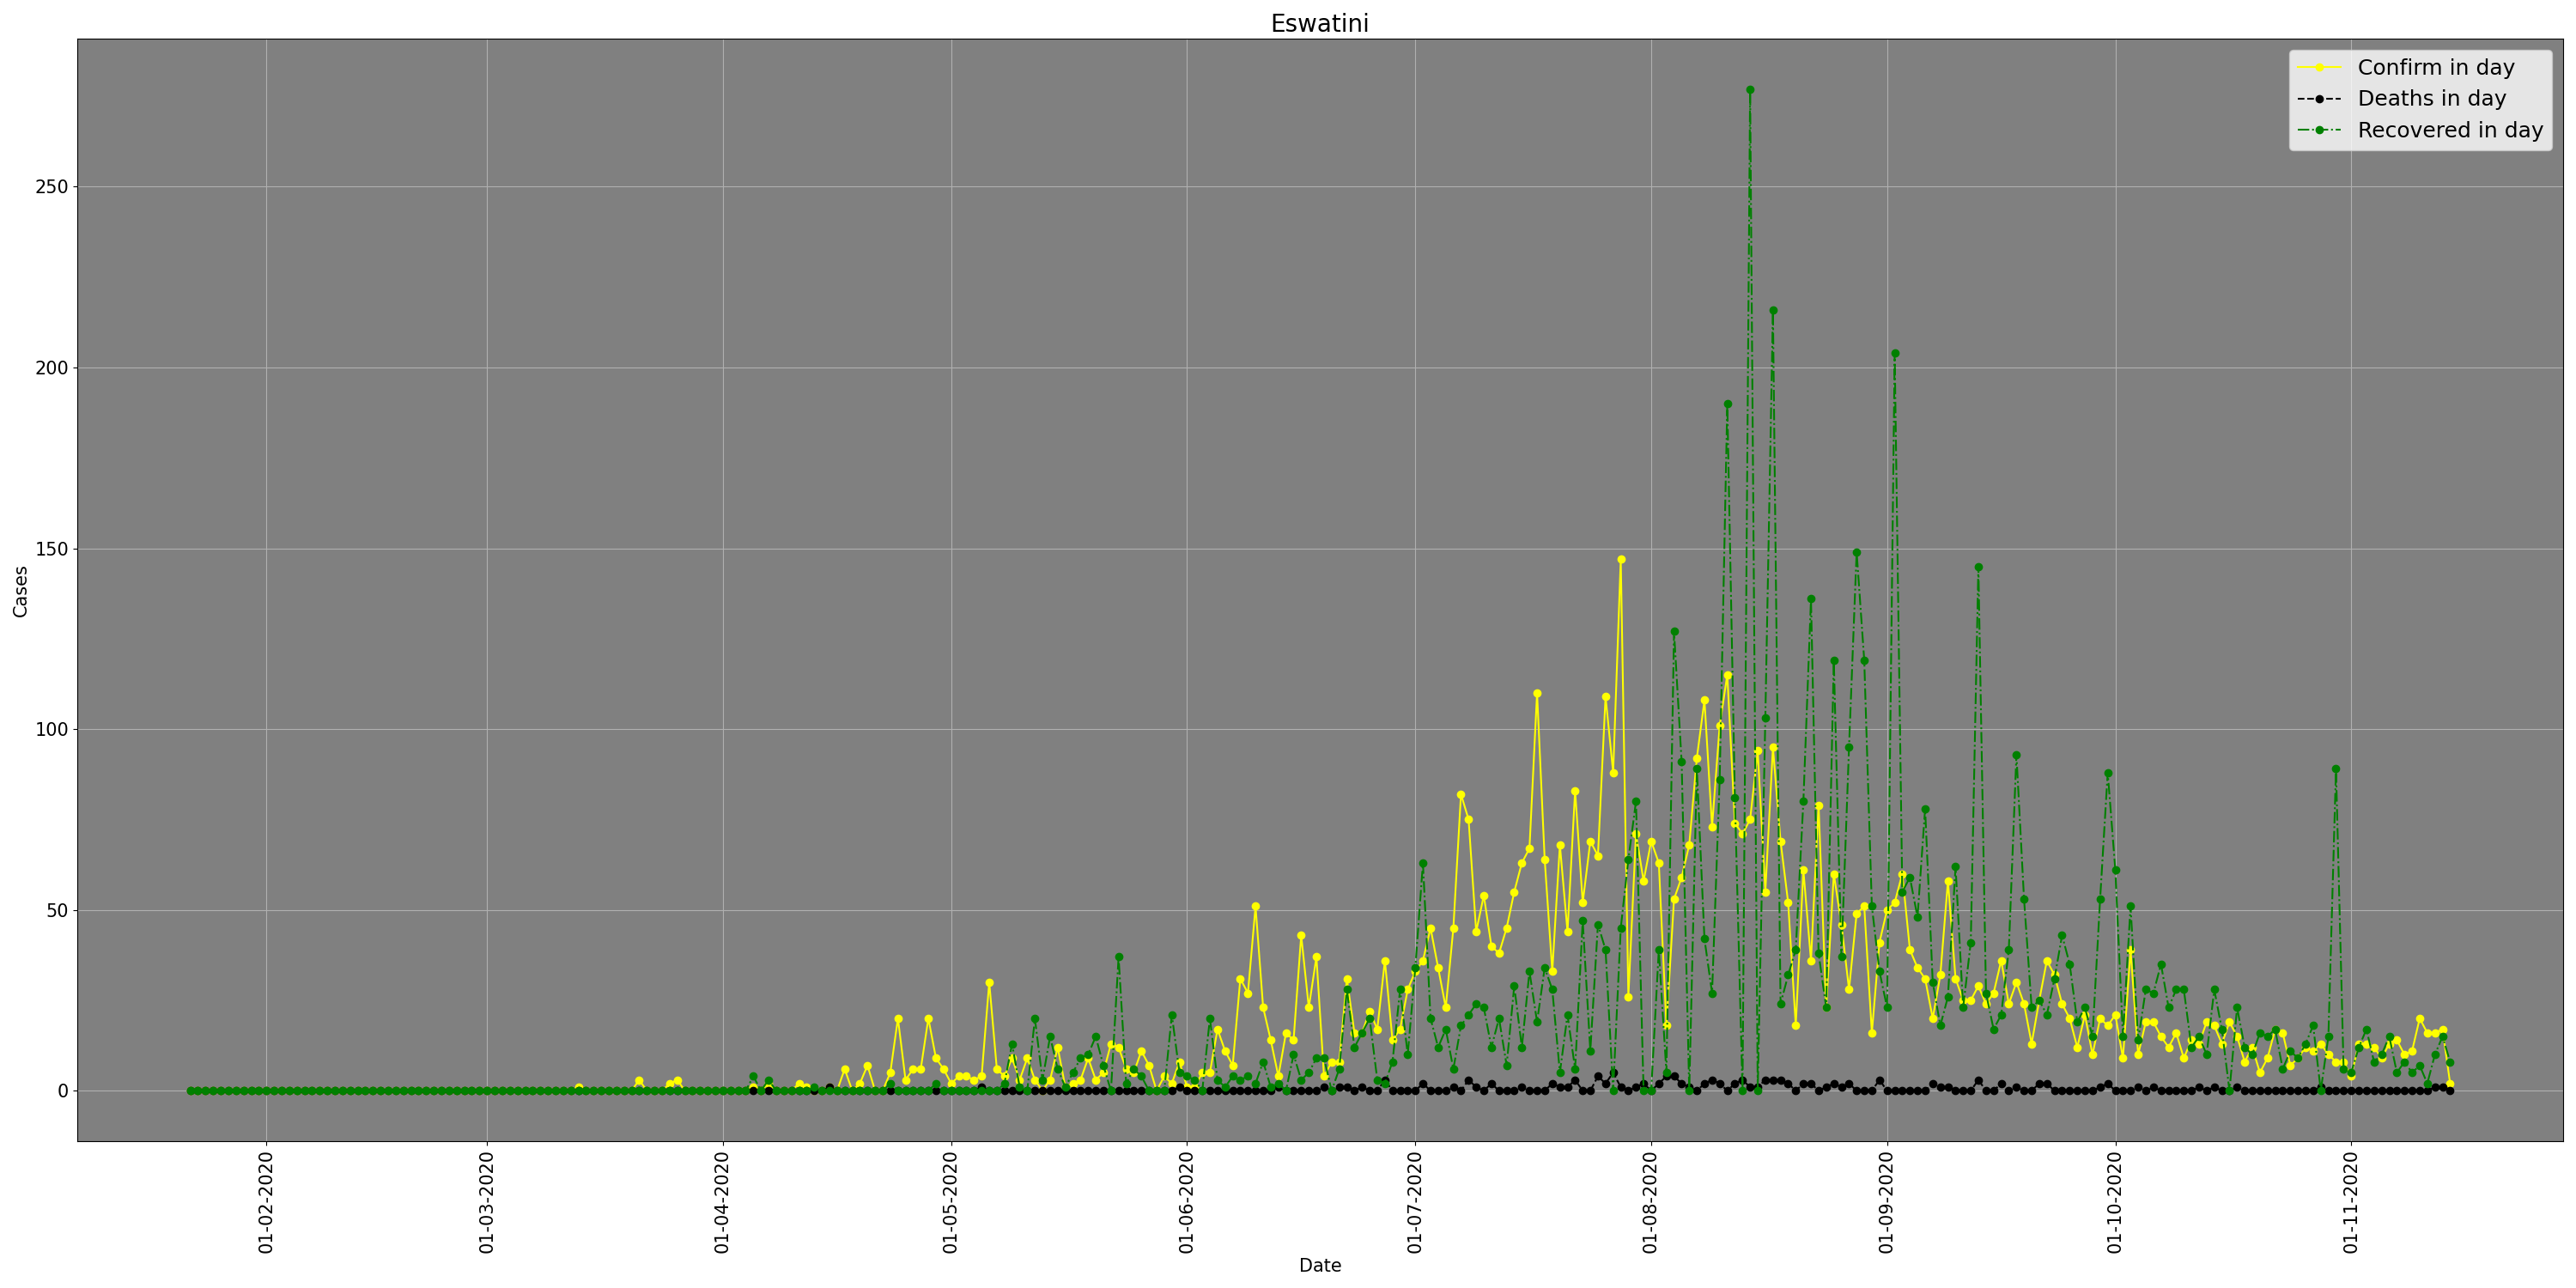 Eswatini
Confirm in day
Deaths in day
Recovered in day
Cases
250
200
150
100
50
0
01-02-2020
01-03-2020
01-04-2020
01-05-2020
01-06-2020
01-07-2020
01-08-2020
01-09-2020
01-10-2020
01-11-2020
Date